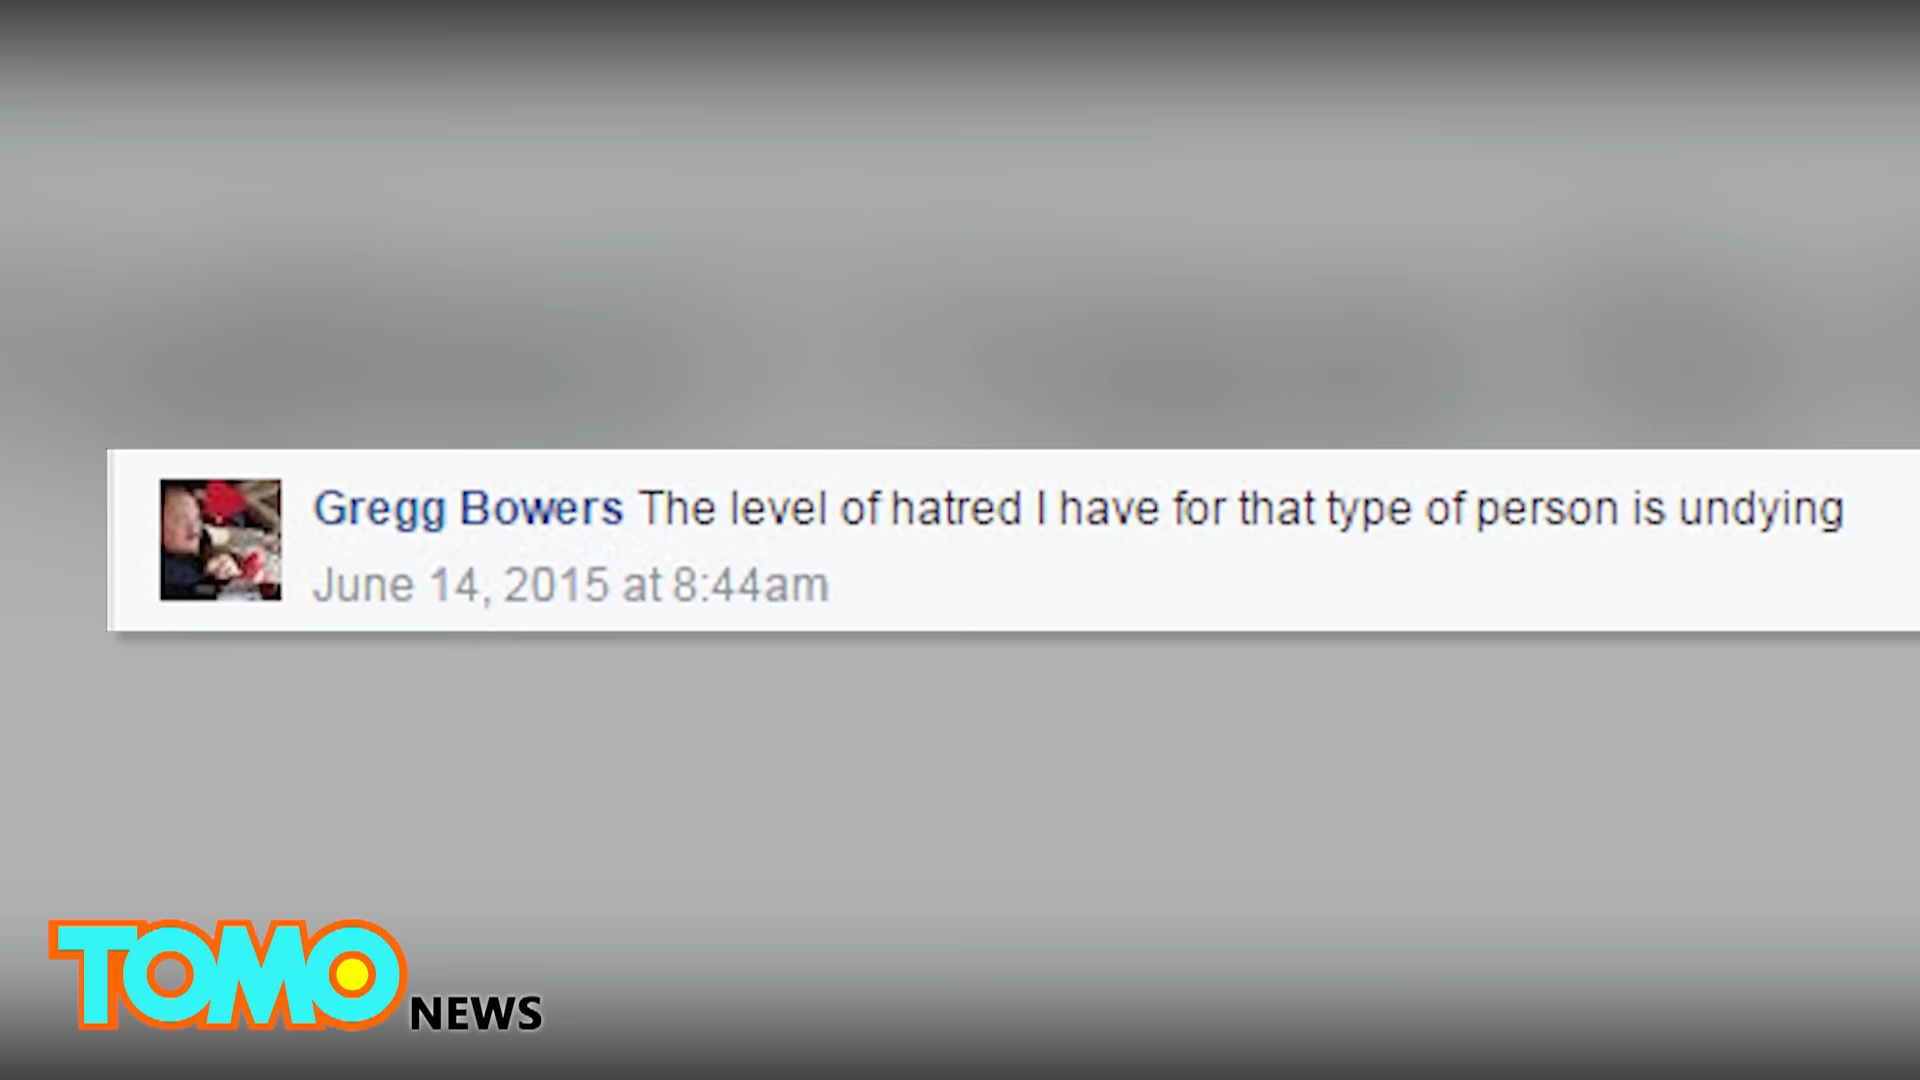 Gregg Bowers The level of hatred I have for that type of person is undying
June 14, 2015 at 8:44am
TOMO NEWS